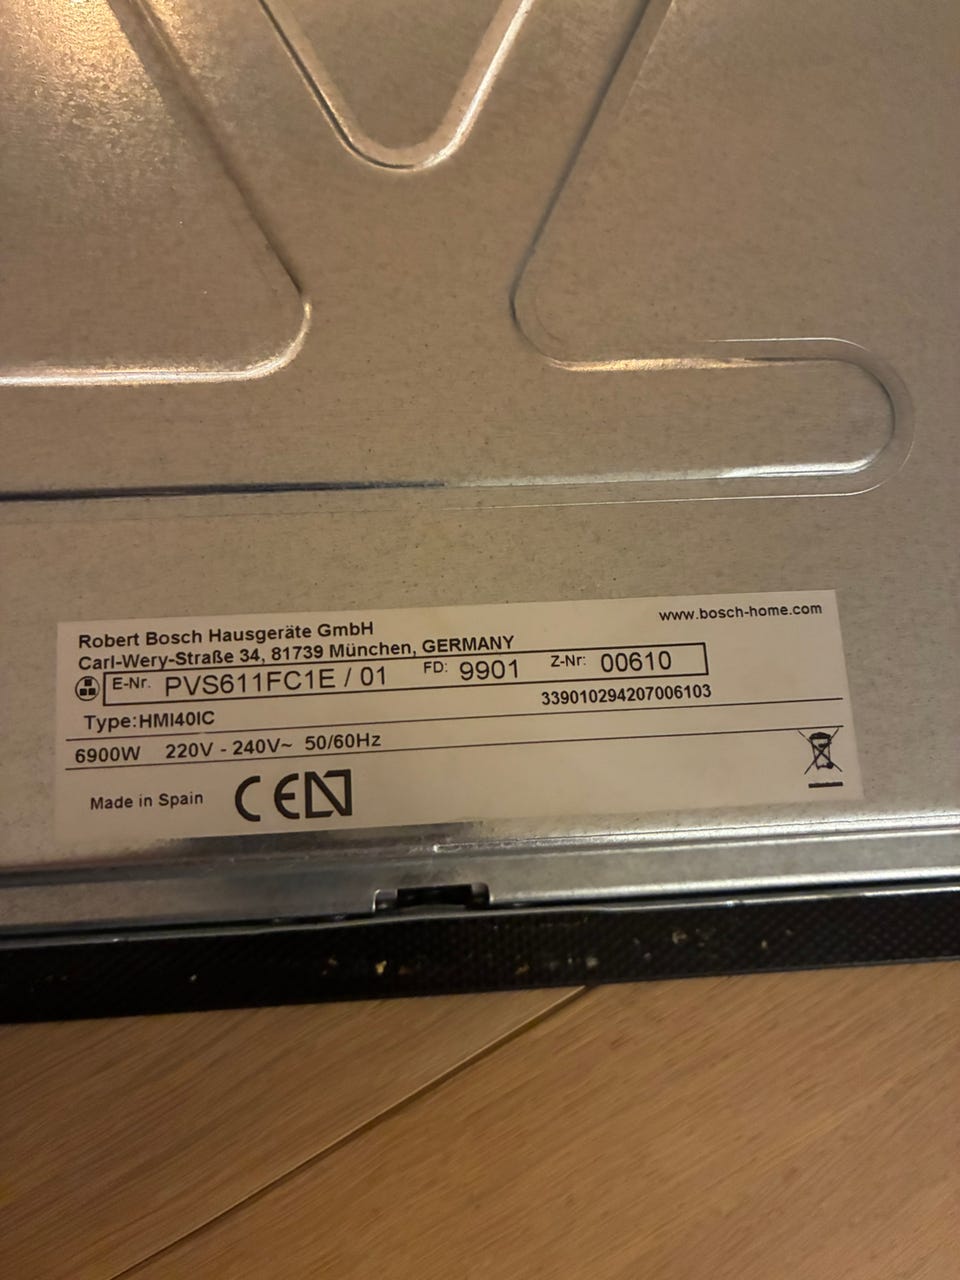 Robert Bosch Hausgeräte GmbH
www.bosch-home.com
Carl-Wery-Straße 34, 81739 München, GERMANY
E-Nr. PVS611FC1E / 01 FD: 9901 Z-Nr: 00610
339010294207006103
Type:HMI40IC
6900W 220V - 240V~ 50/60Hz
Made in Spain CE N